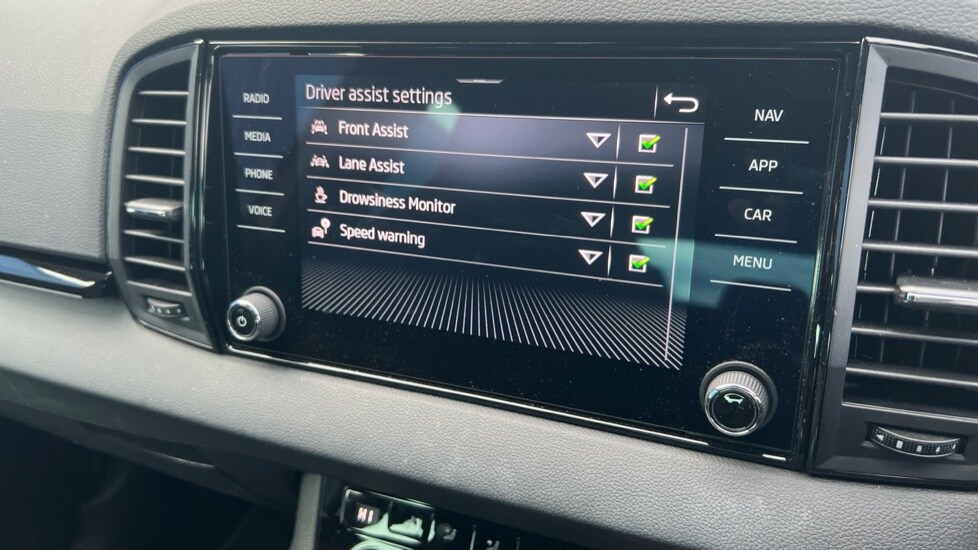 RADIO
MEDIA
PHONE
VOICE
Driver assist settings
Front Assist
Lane Assist
Drowsiness Monitor
Speed warning
NAV
APP
CAR
MENU
HI